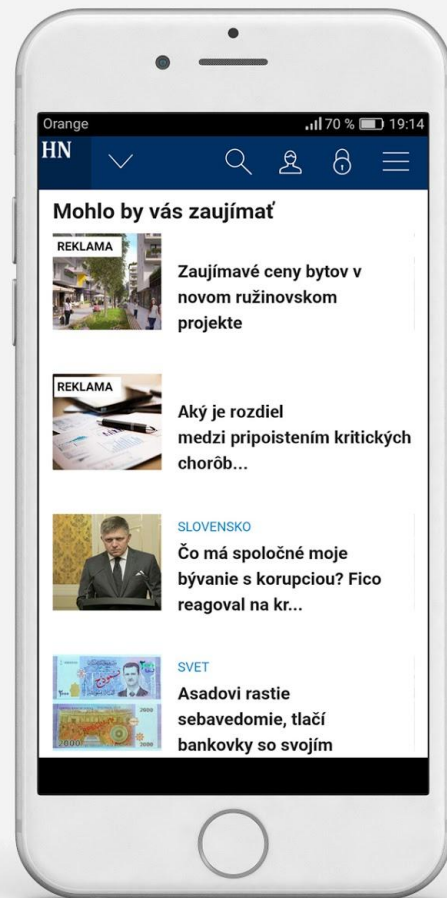 Orange
70 %
19:14
HN
Mohlo by vás zaujímať
REKLAMA
Zaujímavé ceny bytov v
novom ružinovskom
projekte
REKLAMA
Aký je rozdiel
medzi pripoistením kritických
chorôb...
SLOVENSKO
Čo má spoločné moje
bývanie s korupciou? Fico
reagoval na kr...
SVET
Asadovi rastie
sebavedomie, tlačí
bankovky so svojím
2000
2000